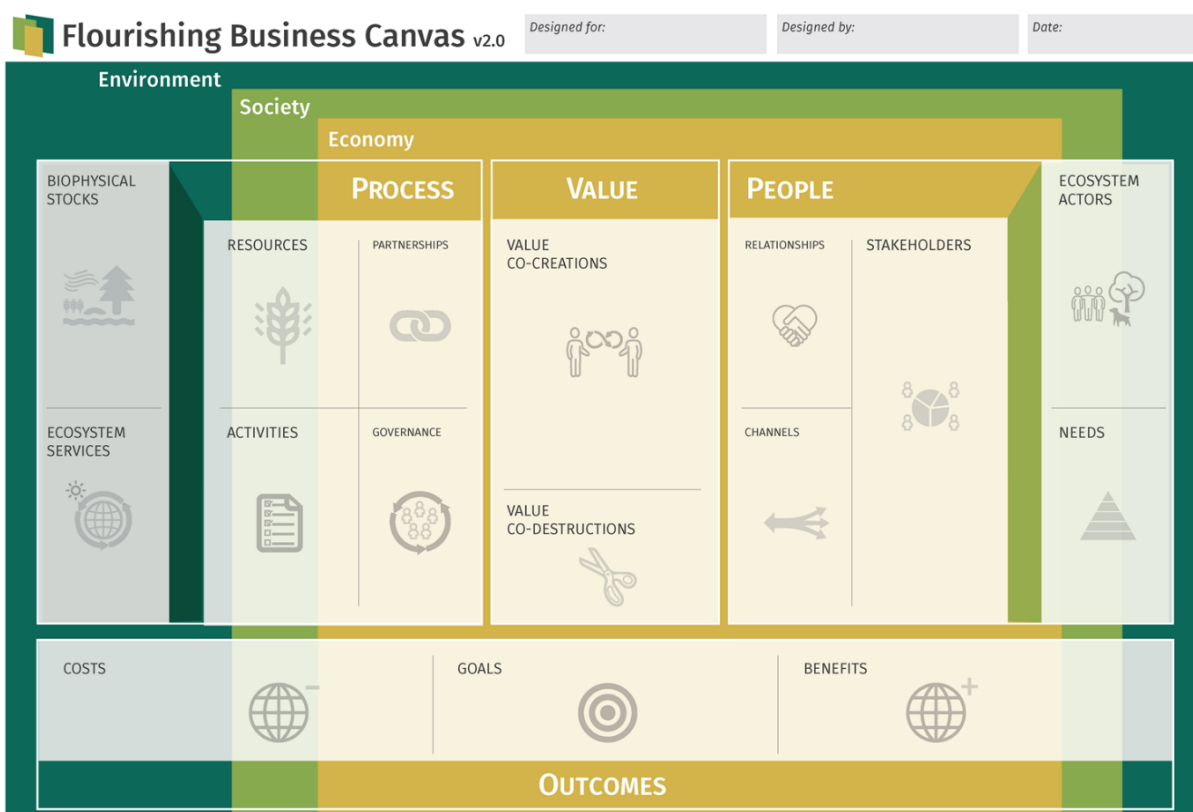 Flourishing Business Canvas v2.0
Designed for:
Designed by:
Date:
Environment
Society
Economy
BIOPHYSICAL
STOCKS
PROCESS
VALUE
PEOPLE
ECOSYSTEM
ACTORS
RESOURCES
PARTNERSHIPS
VALUE
CO-CREATIONS
RELATIONSHIPS
STAKEHOLDERS
ECOSYSTEM
SERVICES
ACTIVITIES
GOVERNANCE
VALUE
CO-DESTRUCTIONS
CHANNELS
NEEDS
COSTS
GOALS
BENEFITS
OUTCOMES